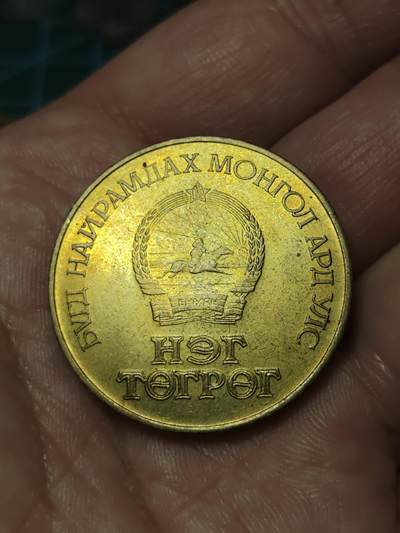 БҮГД НАЙРАМДАХ МОНГОЛ АРД УЛС
НЭГ
ТӨГРӨГ